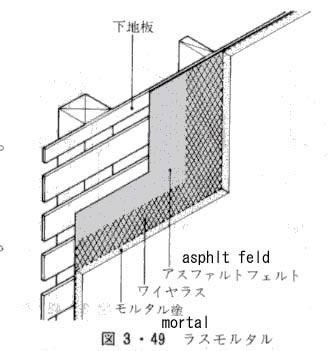 下地板
asphlt feld
アスファルトフェルト
ワイヤラス
モルタル塗
mortal
図 3・49 ラスモルタル